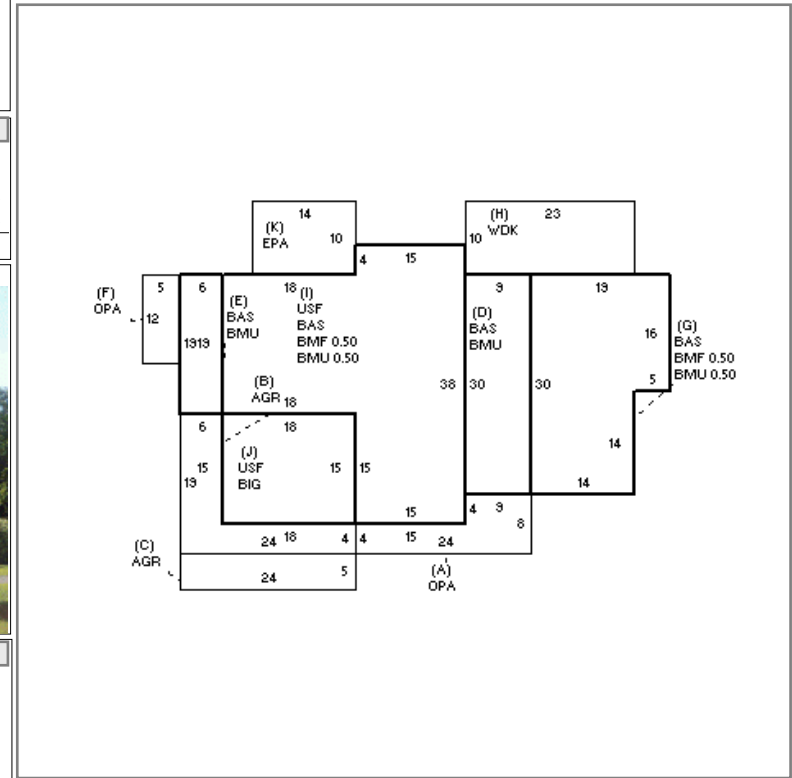 14
(K)
EPA
10
(H)
WDK
23
10
4
15
(F)
OPA
5
12
6
1919
(E)
BAS
BMU
18
(I)
USF
BAS
BMF 0.50
BMU 0.50
9
(D)
BAS
BMU
19
16
(G)
BAS
BMF 0.50
BMU 0.50
5
38
30
30
(B)
AGR
18
6
18
14
15
19
(J)
USF
BIG
15
15
14
15
4
9
8
24
18
4
4
15
24
(C)
AGR
24
5
(A)
OPA